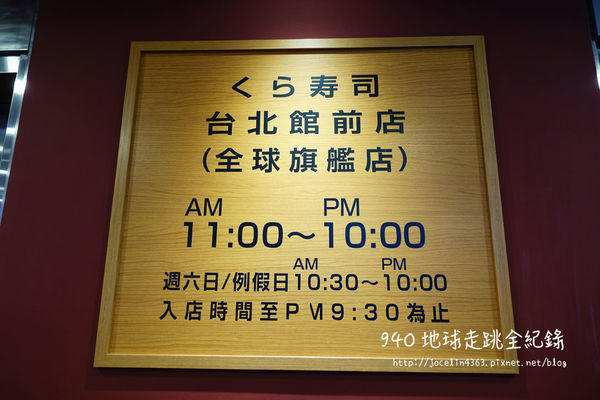 くら寿司
台北館前店
(全球旗艦店)
AM PM
11:00～10:00
AM PM
週六日/例假日10:30～10:00
入店時間至PM9:30為止
940 地球走跳全紀錄
http://jocelin4363.pixnet.net/blog